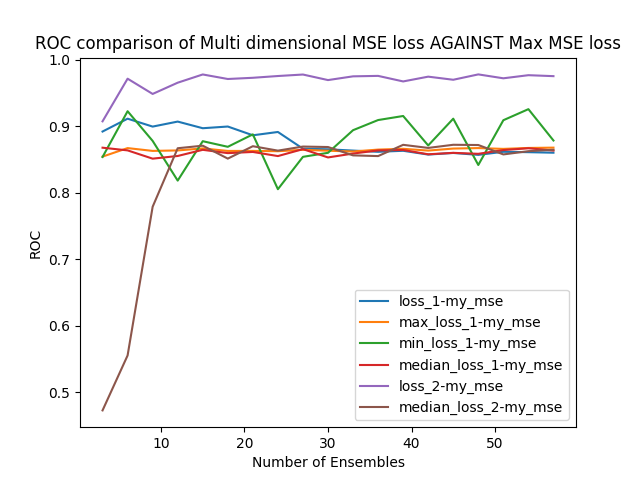 ROC comparison of Multi dimensional MSE loss AGAINST Max MSE loss
1.0
0.9
0.8
0.7
0.6
0.5
ROC
loss_1-my_mse
max_loss_1-my_mse
min_loss_1-my_mse
median_loss_1-my_mse
loss_2-my_mse
median_loss_2-my_mse
10
20
30
40
50
Number of Ensembles